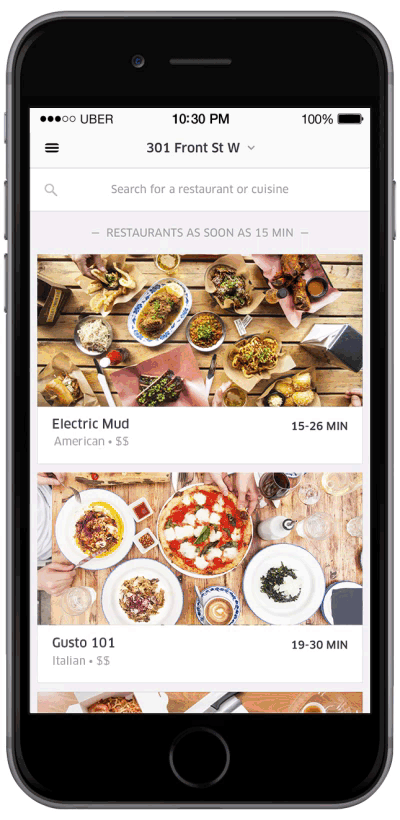 UBER 10:30 PM 100%
301 Front St W
Search for a restaurant or cuisine
— RESTAURANTS AS SOON AS 15 MIN —
Electric Mud 15-26 MIN
American • $$
Gusto 101 19-30 MIN
Italian • $$